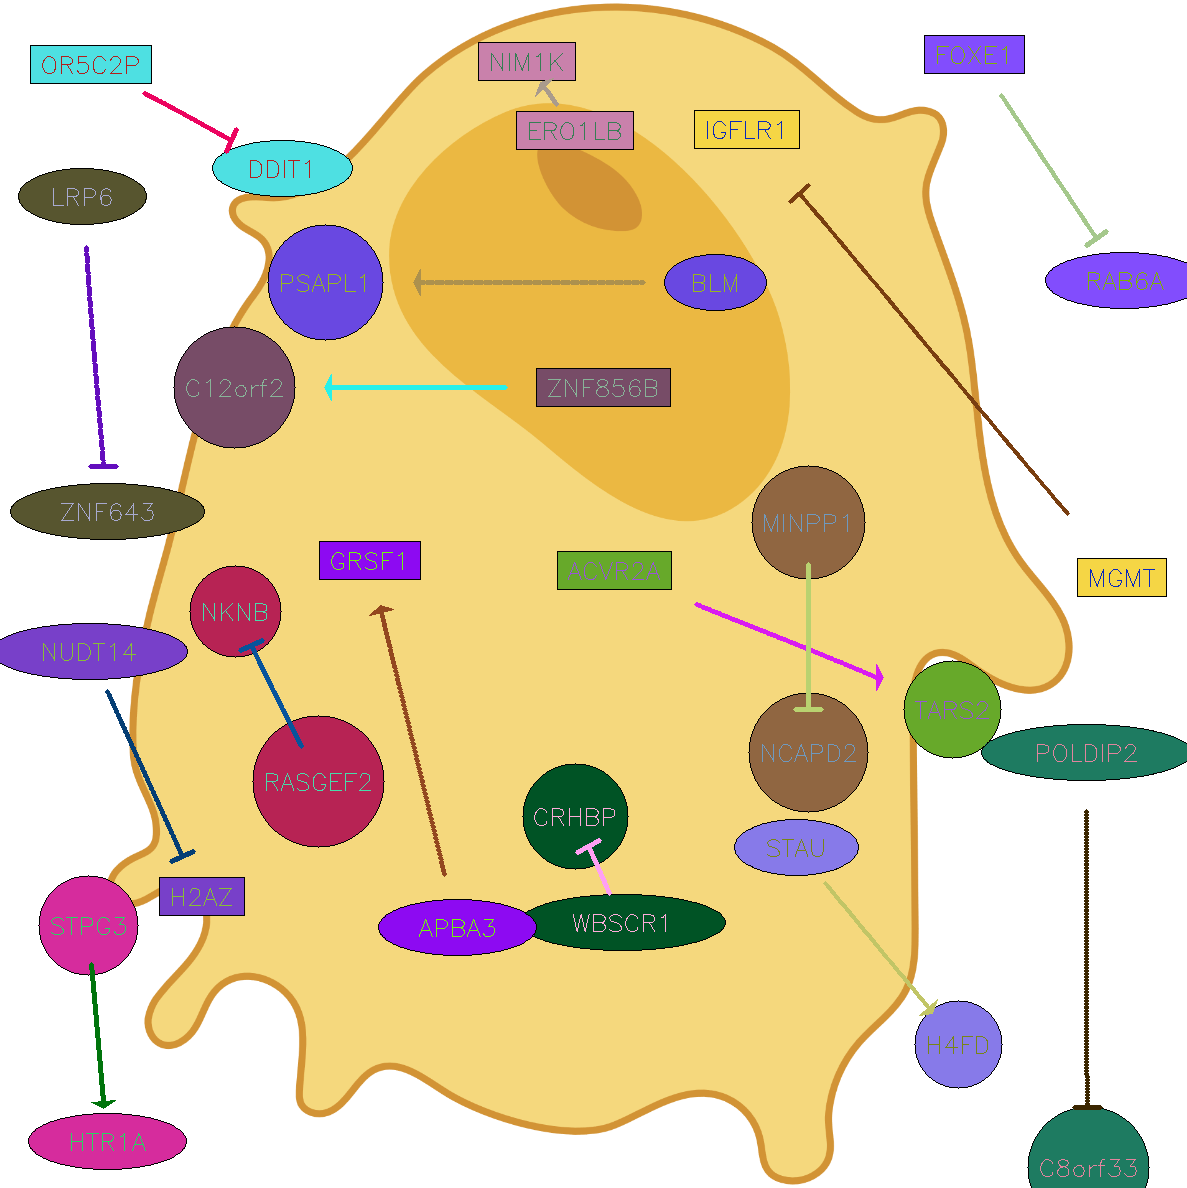 OR5C2P
NIM1K
FOXE1
ERO1LB
IGFLR1
DDIT1
LRP6
PSAPL1
BLM
RAB6A
C12orf2
ZNF856B
ZNF643
MINPP1
GRSF1
ACVR2A
MGMT
NKNB
NUDT14
TARS2
POLDIP2
NCAPD2
RASGEF2
CRHBP
STAU
H2AZ
STPG3
APBA3
WBSCR1
H4FD
HTR1A
C8orf33